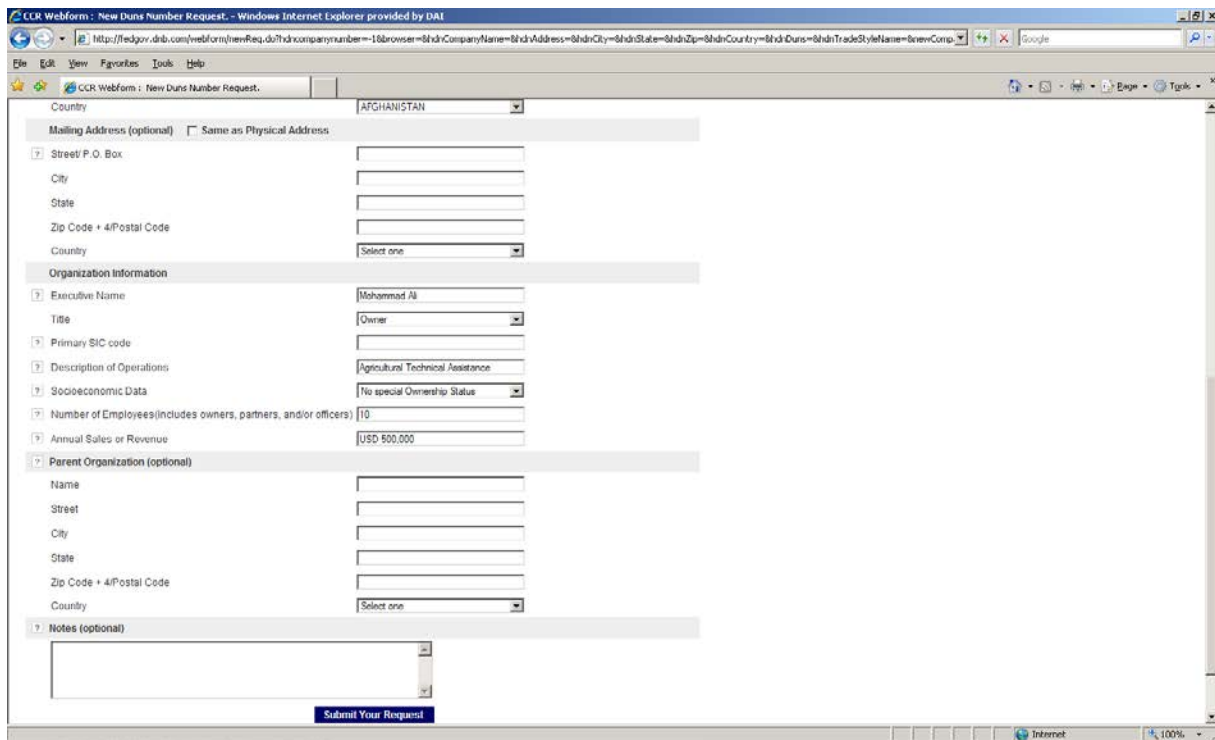 CCR Webform : New Duns Number Request. - Windows Internet Explorer provided by DAI
http://fedgov.dnb.com/webform/newReq.do?hdncompanynumber=-1&browser=&hdnCompanyName=&hdnAddress=&hdnCity=&hdnState=&hdnZip=&hdnCountry=&hdnDuns=&hdnTradeStyleName=&newComp
Google
File Edit View Favorites Tools Help
CCR Webform : New Duns Number Request.
Page Tools
Country AFGHANISTAN
Mailing Address (optional) Same as Physical Address
? Street/ P.O. Box
City
State
Zip Code + 4/Postal Code
Country Select one
Organization Information
? Executive Name Mohammad Ali
Title Owner
? Primary SIC code
? Description of Operations Agricultural Technical Assistance
? Socioeconomic Data No special Ownership Status
? Number of Employees(includes owners, partners, and/or officers) 10
? Annual Sales or Revenue USD 500,000
? Parent Organization (optional)
Name
Street
City
State
Zip Code + 4/Postal Code
Country Select one
? Notes (optional)
Submit Your Request
Internet 100%